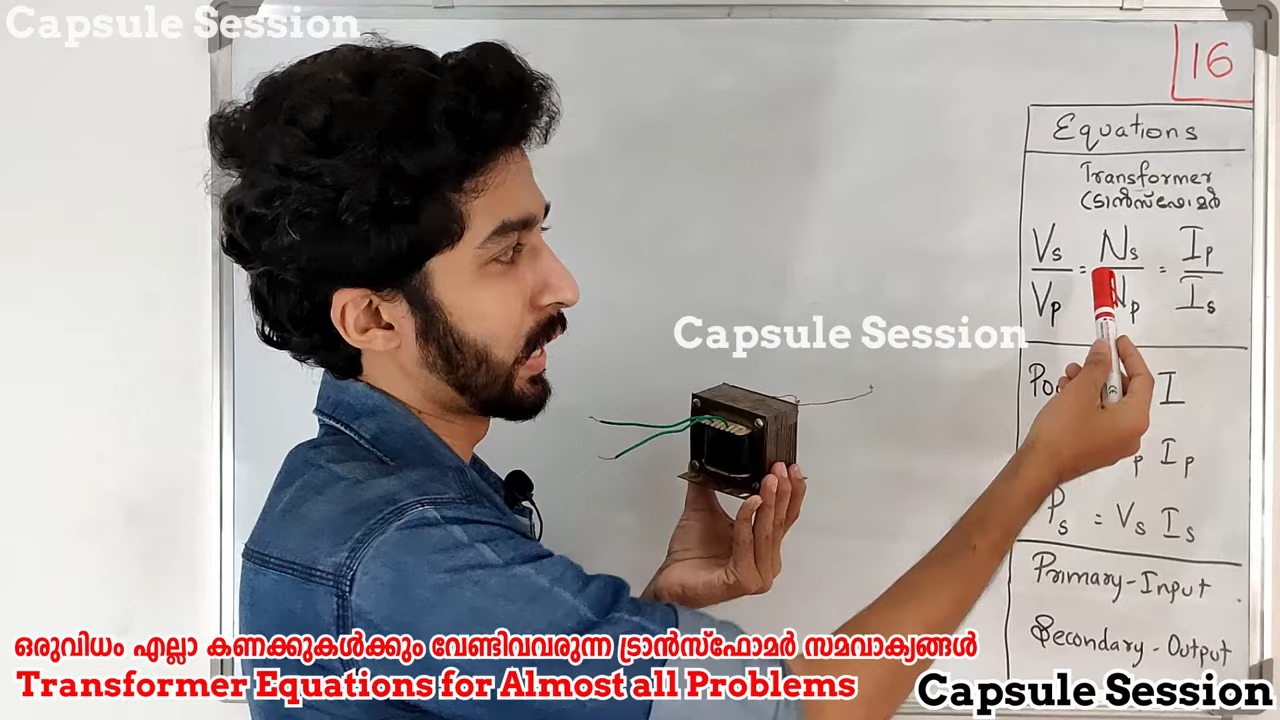 Capsule Session
16
Equations
Transformer
ട്രാൻസ്ഫോമർ
Vs / Vp = Ns / Np = Ip / Is
Capsule Session
I
p Ip
Ps = Vs Is
Primary-Input
Secondary-Output
ഒരുവിധം എല്ലാ കണക്കുകൾക്കും വേണ്ടിവവരുന്ന ട്രാൻസ്ഫോമർ സമവാക്യങ്ങൾ
Transformer Equations for Almost all Problems
Capsule Session